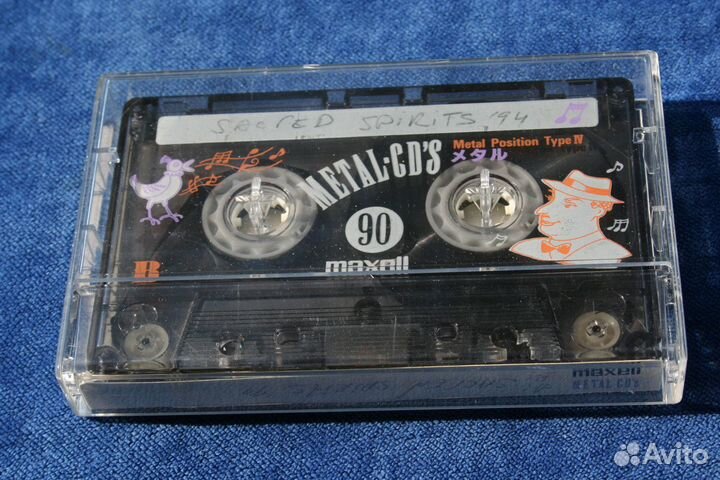 SACRED SPIRITS '94
METAL·CD'S
Metal Position Type IV
メタル
90
B
maxell
maxell
METAL CD's
Avito